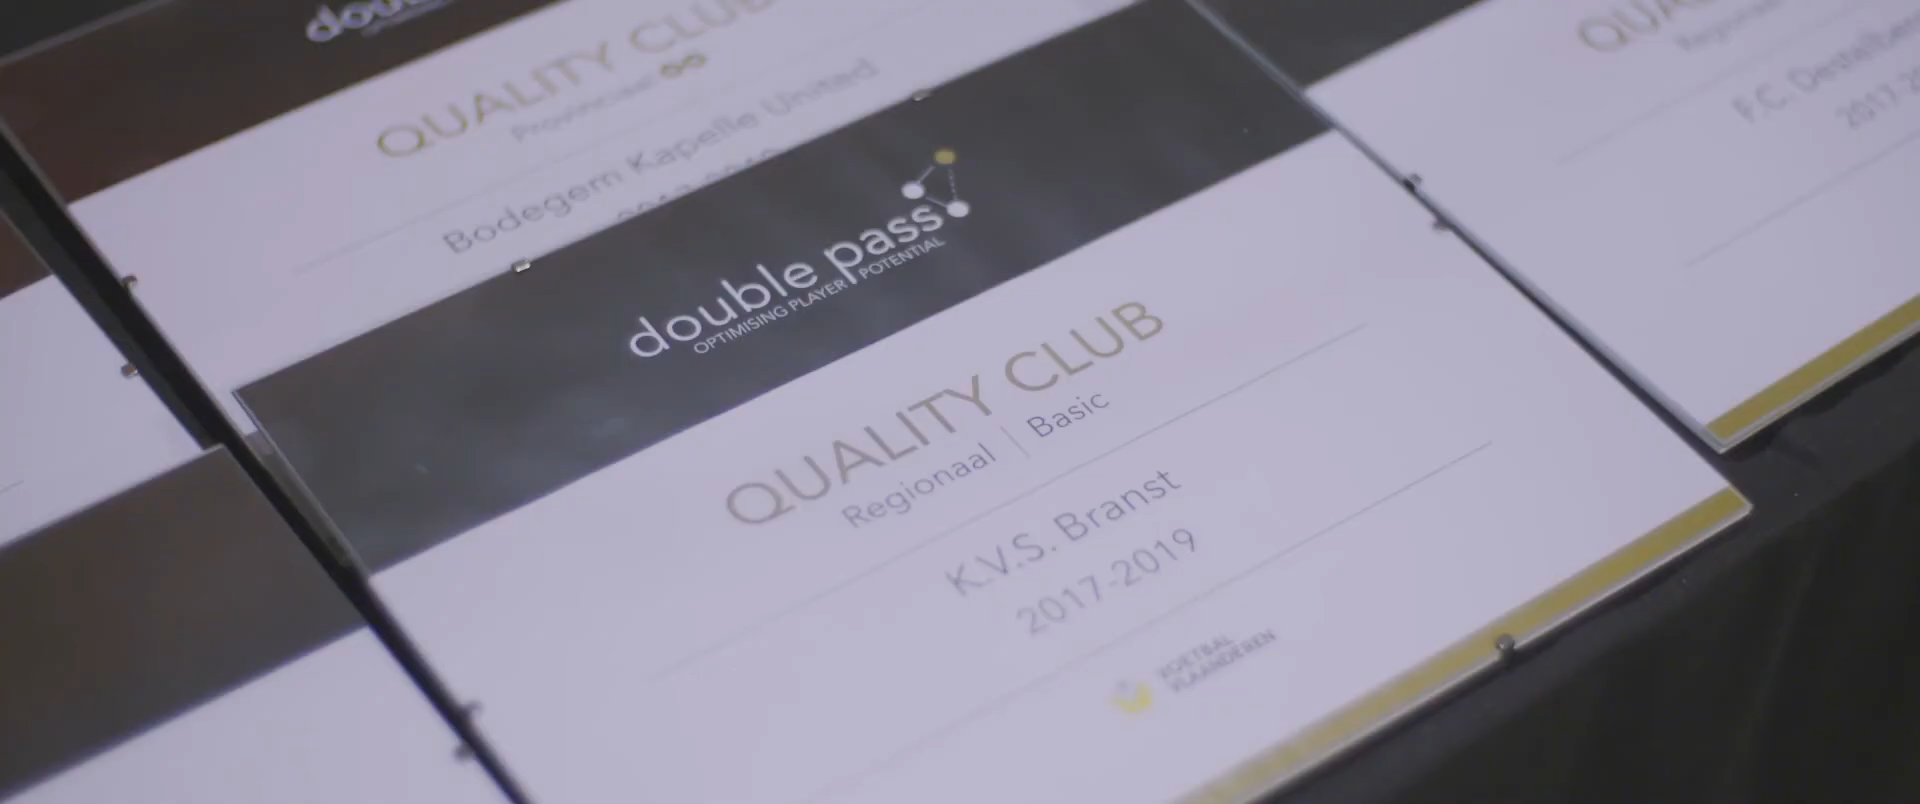 QUALITY CLUB
Provinciaal
Bodegem Kapelle United
double pass
OPTIMISING PLAYER POTENTIAL
QUALITY CLUB
Regionaal | Basic
K.V.S. Branst
2017-2019
VOETBAL
VLAANDEREN
F.C.